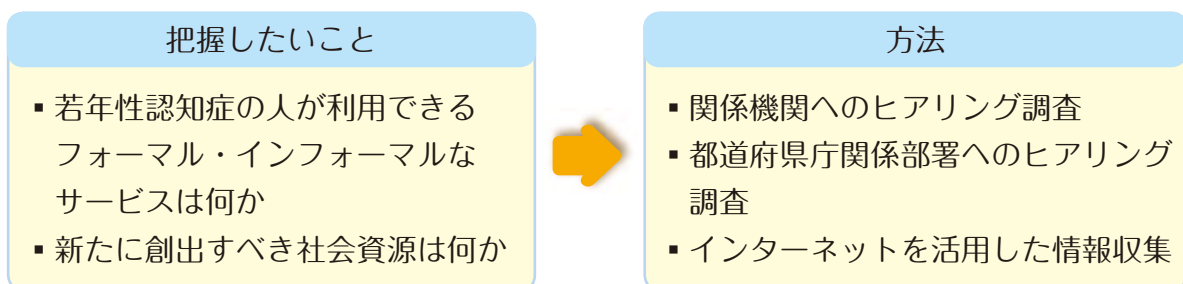 把握したいこと
▪若年性認知症の人が利用できる
フォーマル・インフォーマルな
サービスは何か
▪新たに創出すべき社会資源は何か
方法
▪関係機関へのヒアリング調査
▪都道府県庁関係部署へのヒアリング
調査
▪インターネットを活用した情報収集